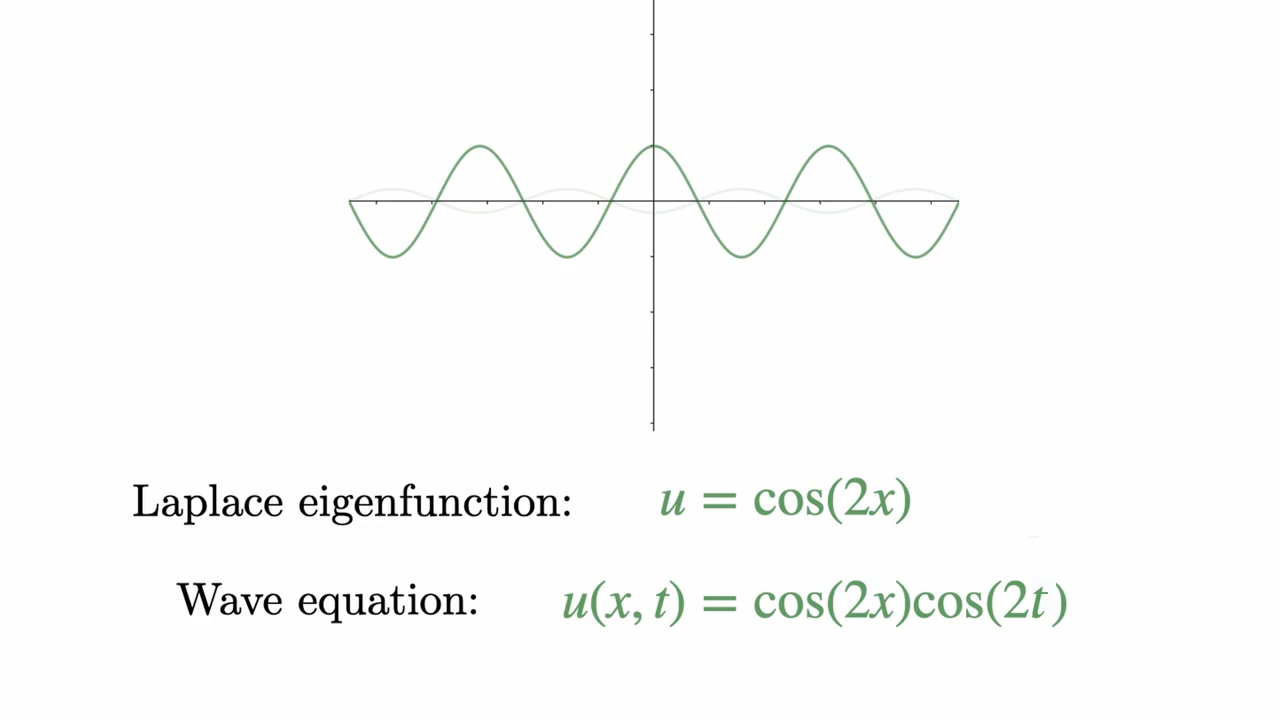 Laplace eigenfunction: u = cos(2x)
Wave equation: u(x, t) = cos(2x)cos(2t)